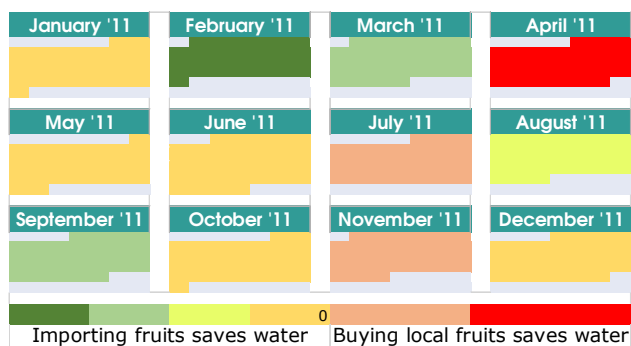 January '11 February '11 March '11 April '11
May '11 June '11 July '11 August '11
September '11 October '11 November '11 December '11
0
Importing fruits saves water Buying local fruits saves water